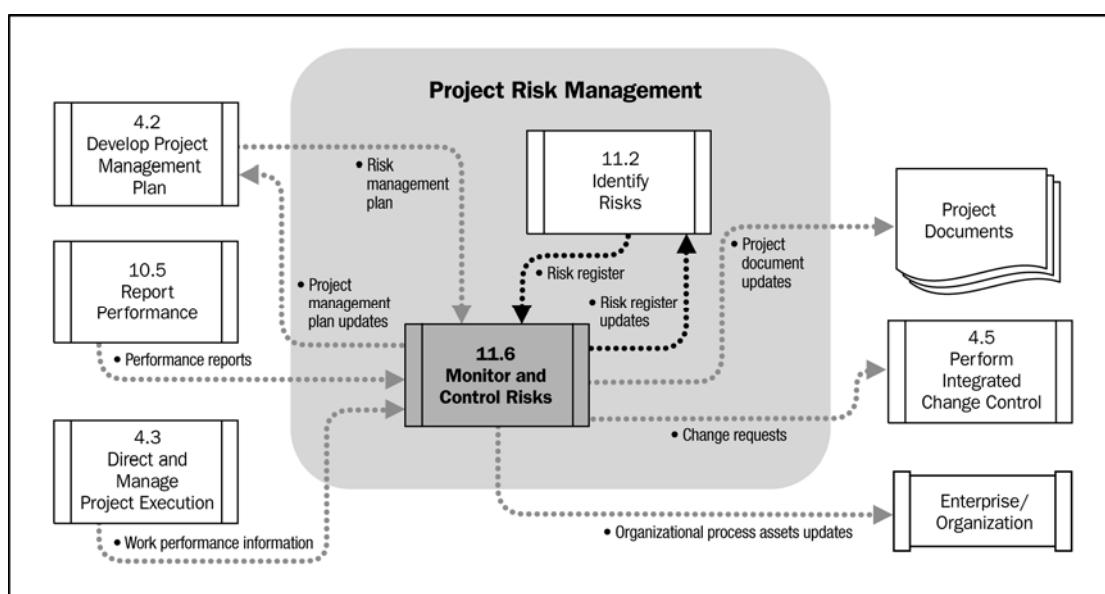 Project Risk Management
4.2
Develop Project
Management
Plan
• Risk
management
plan
11.2
Identify
Risks
Project
Documents
10.5
Report
Performance
• Project
management
plan updates
• Risk register
• Risk register
updates
• Project
document
updates
• Performance reports
11.6
Monitor and
Control Risks
4.5
Perform
Integrated
Change Control
4.3
Direct and
Manage
Project Execution
• Change requests
• Work performance information
• Organizational process assets updates
Enterprise/
Organization